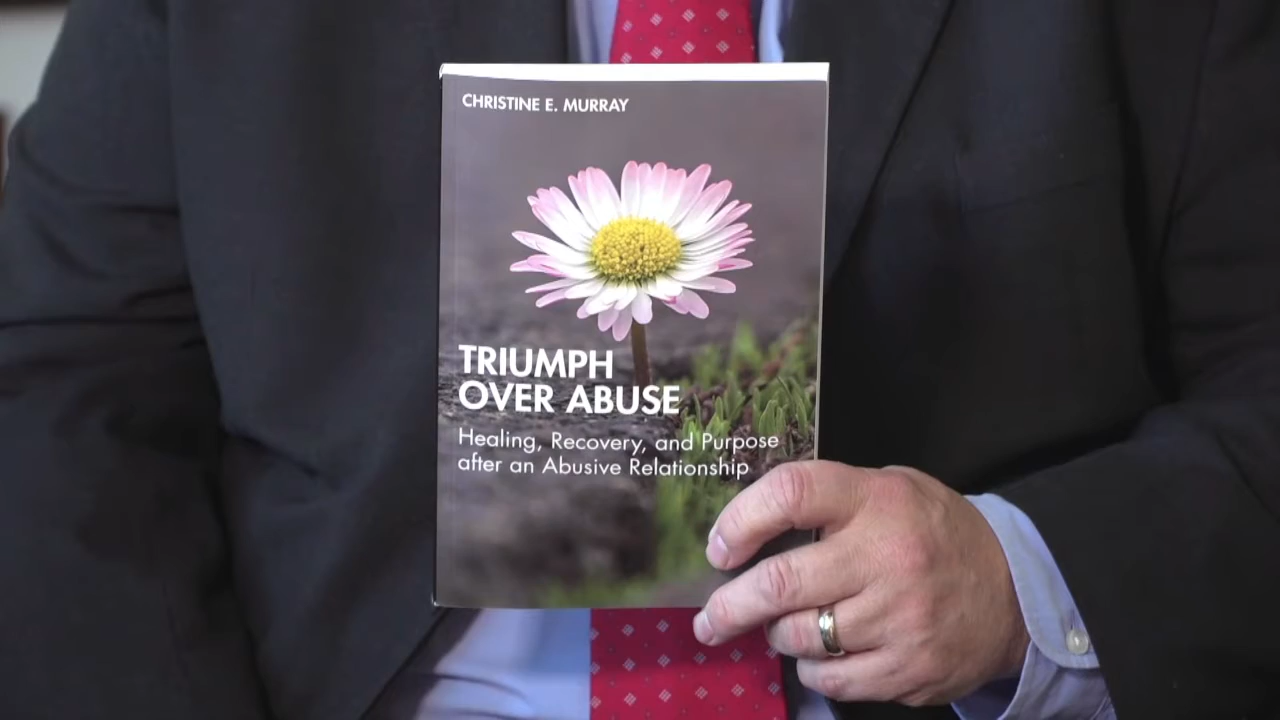 CHRISTINE E. MURRAY
TRIUMPH
OVER ABUSE
Healing, Recovery, and Purpose
after an Abusive Relationship